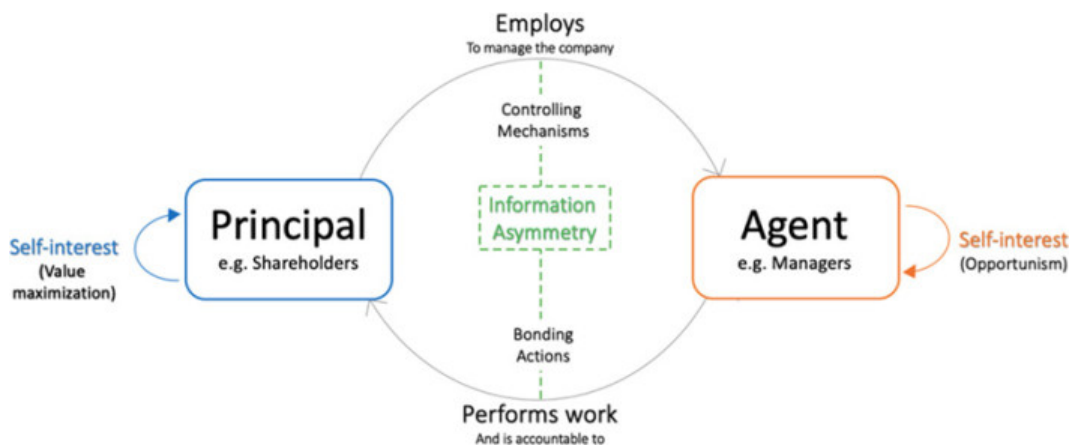 Employs
To manage the company
Controlling
Mechanisms
Principal
e.g. Shareholders
Information
Asymmetry
Agent
e.g. Managers
Self-interest
(Value
maximization)
Self-interest
(Opportunism)
Bonding
Actions
Performs work
And is accountable to